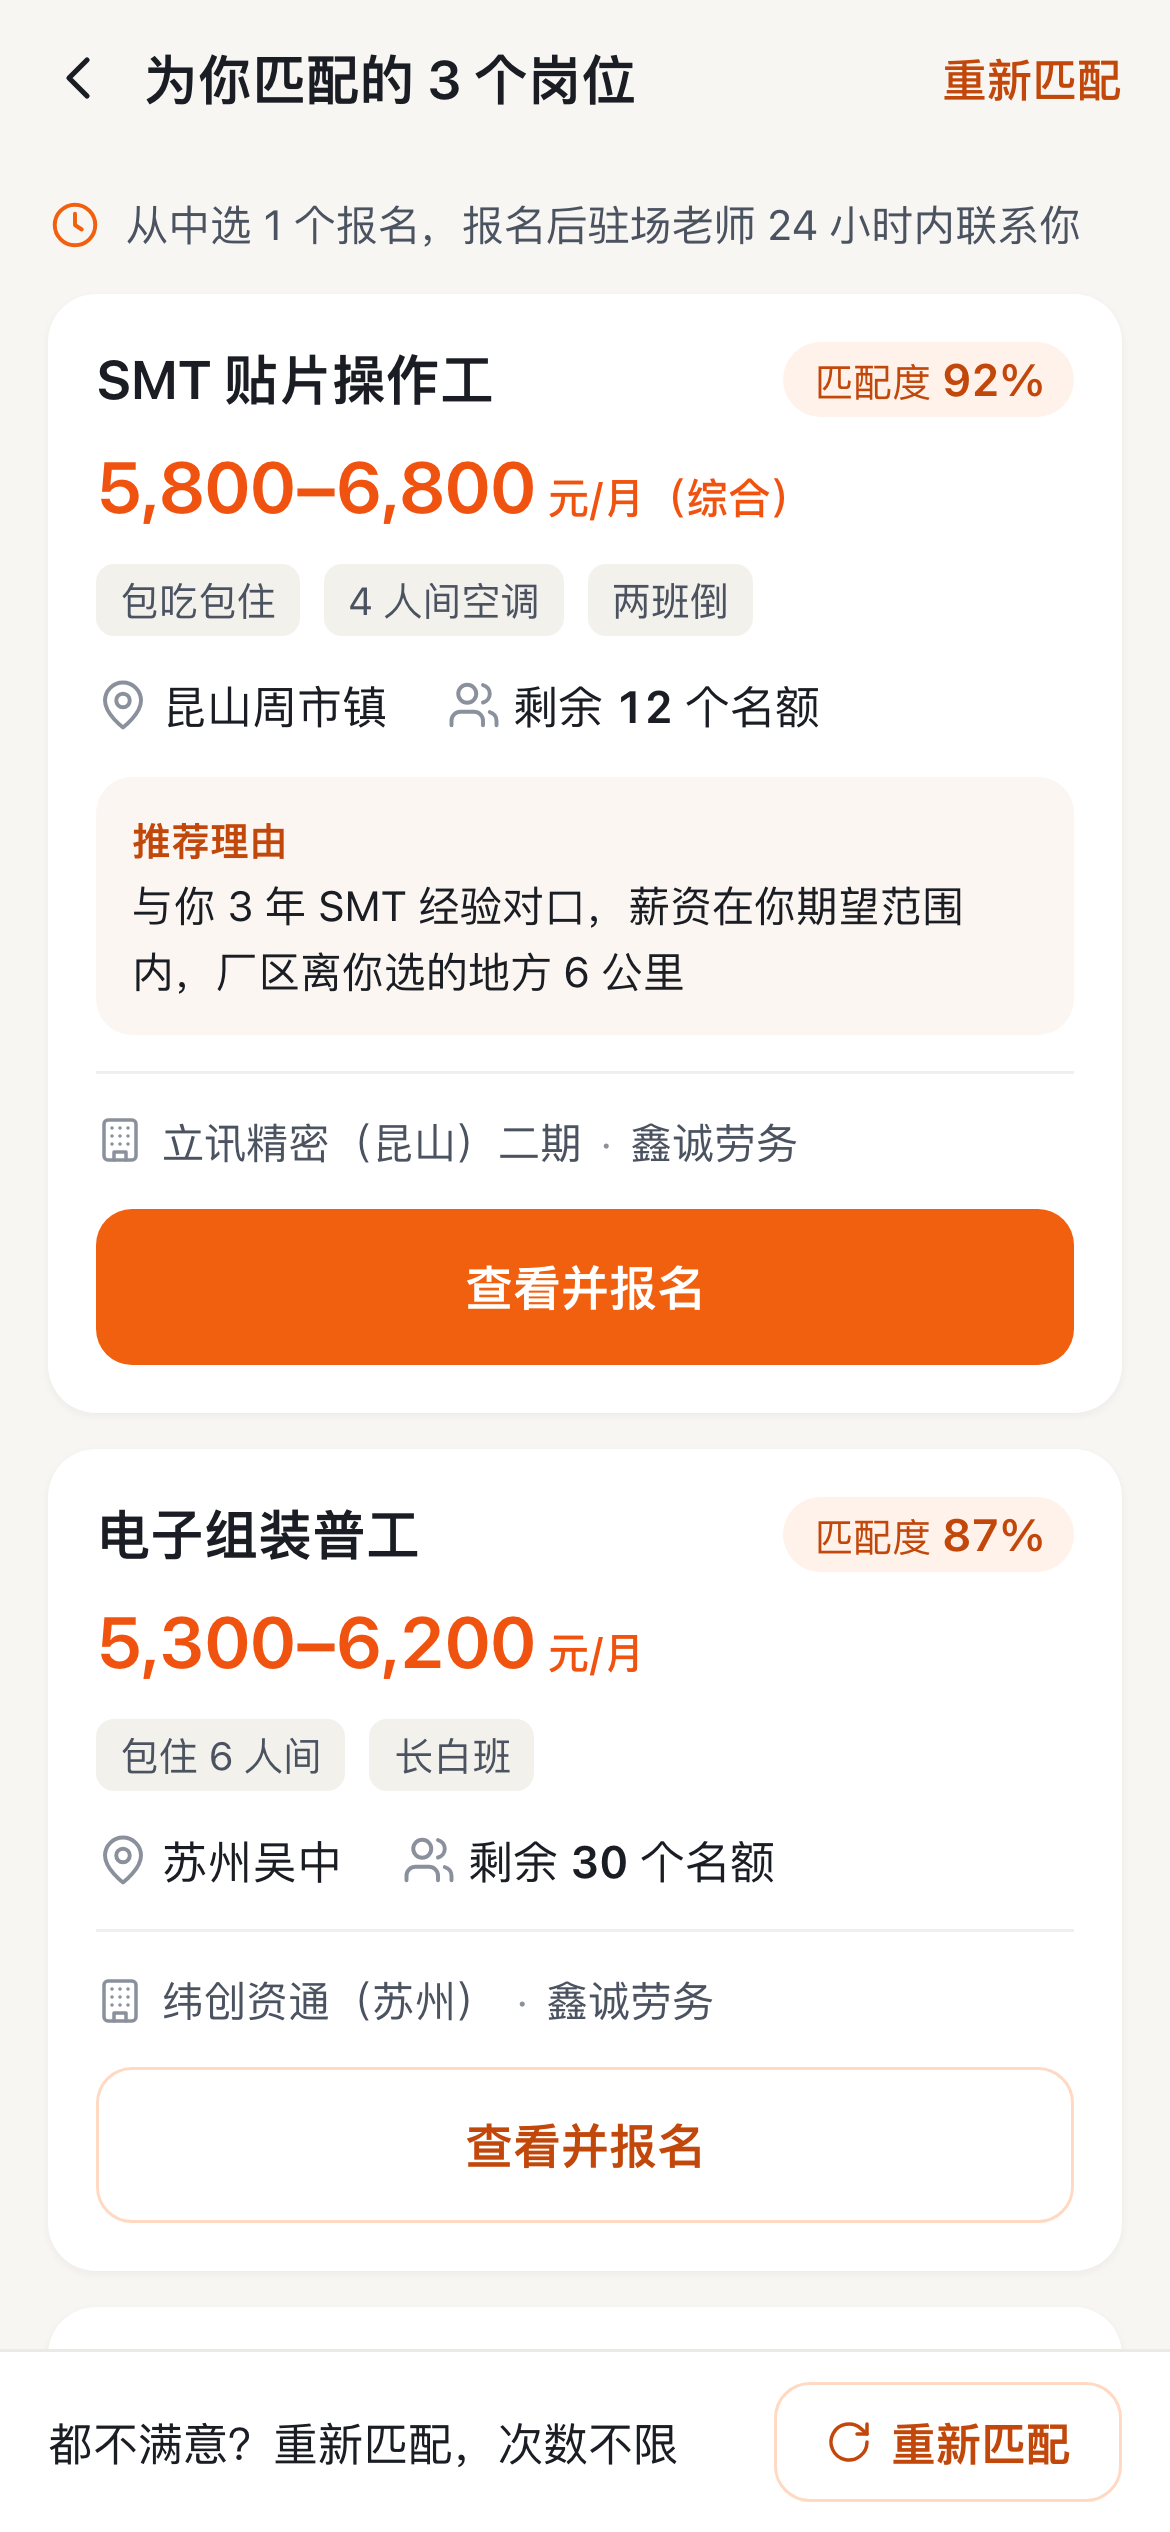 为你匹配的 3 个岗位
重新匹配
从中选 1 个报名，报名后驻场老师 24 小时内联系你
SMT 贴片操作工
匹配度 92%
5,800–6,800 元/月（综合）
包吃包住
4 人间空调
两班倒
昆山周市镇
剩余 12 个名额
推荐理由
与你 3 年 SMT 经验对口，薪资在你期望范围
内，厂区离你选的地方 6 公里
立讯精密（昆山）二期 · 鑫诚劳务
查看并报名
电子组装普工
匹配度 87%
5,300–6,200 元/月
包住 6 人间
长白班
苏州吴中
剩余 30 个名额
纬创资通（苏州） · 鑫诚劳务
查看并报名
都不满意？重新匹配，次数不限
重新匹配